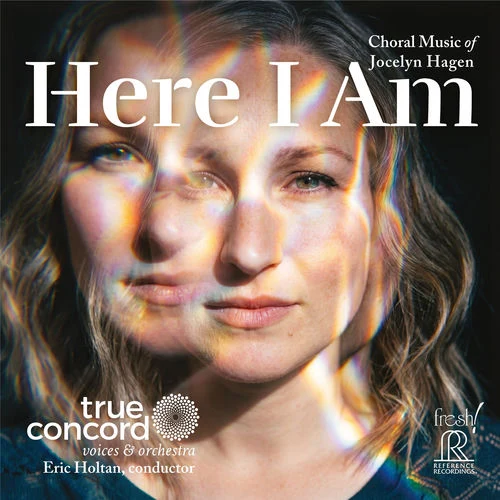 Choral Music of
Jocelyn Hagen
Here I Am
true
concord
voices & orchestra
Eric Holtan, conductor
fresh!
R
REFERENCE
RECORDINGS